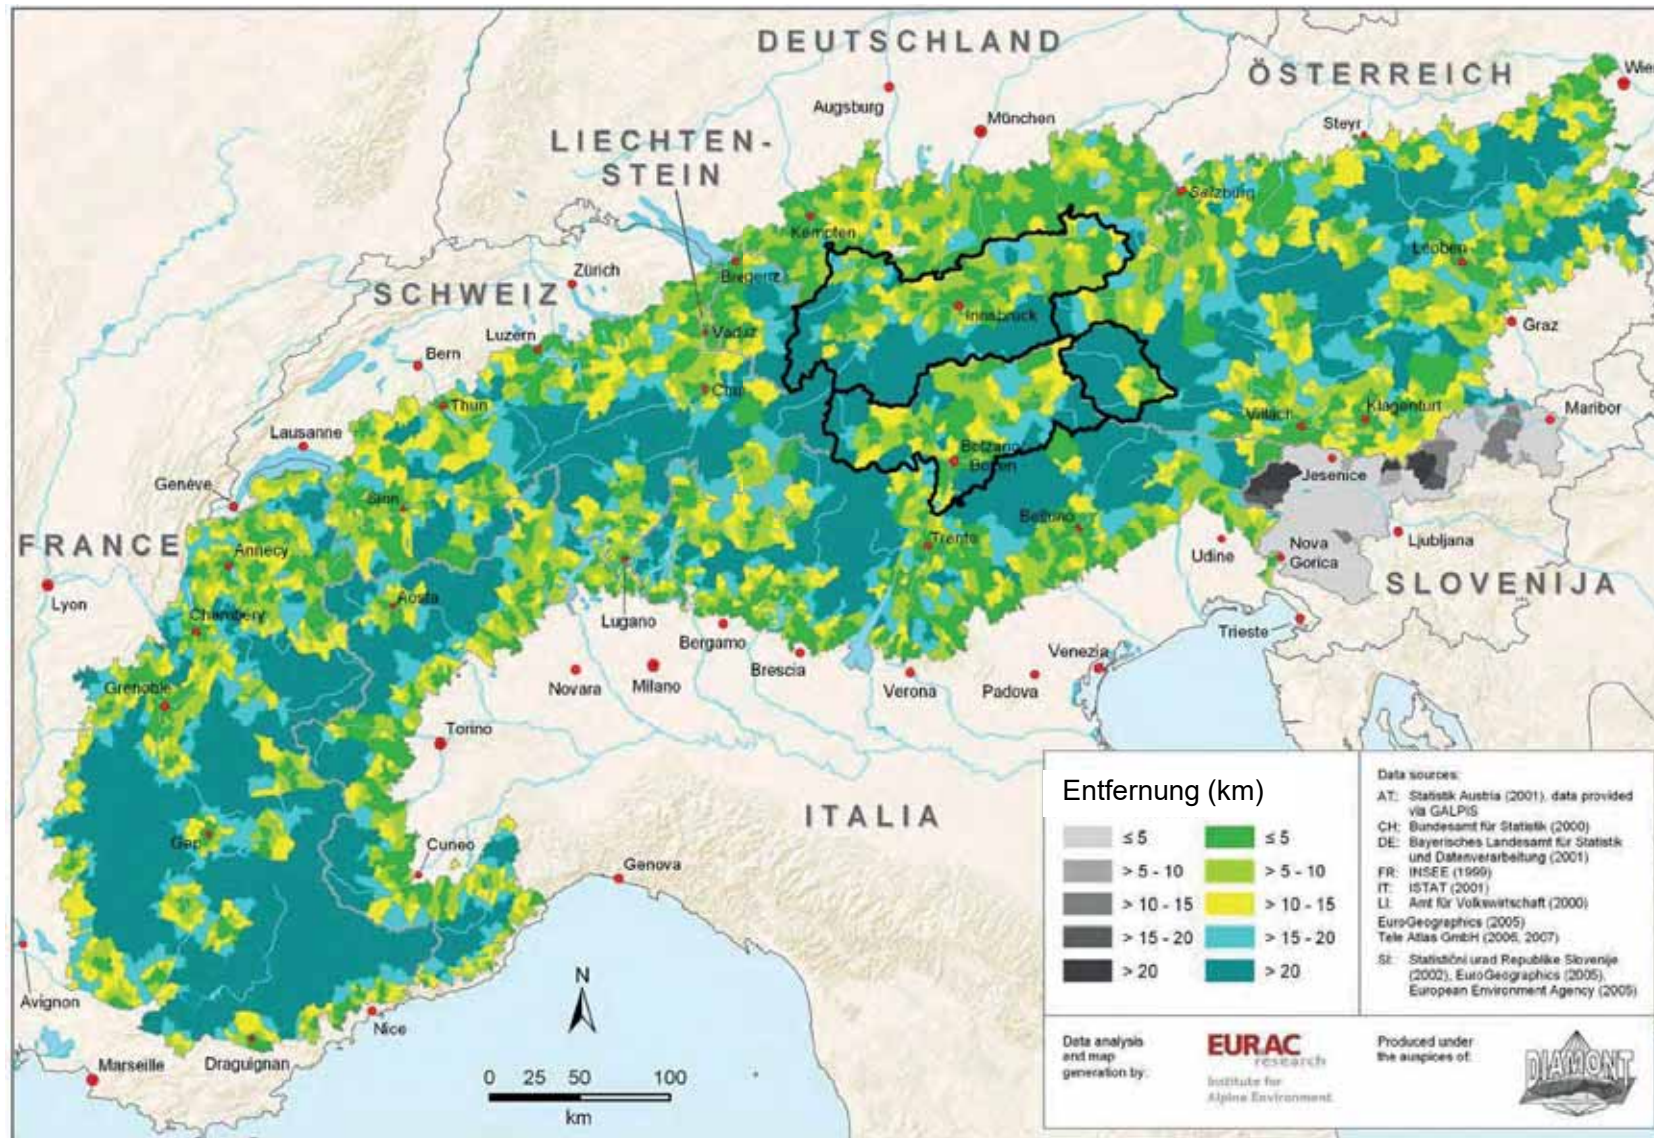 DEUTSCHLAND
ÖSTERREICH
Wien
Augsburg
München
Steyr
LIECHTEN-
STEIN
Salzburg
Kempten
Leoben
Bregenz
Zürich
SCHWEIZ
Innsbruck
Graz
Vaduz
Luzern
Bern
Chur
Thun
Villach
Klagenfurt
Maribor
Lausanne
Bolzano
Bozen
Jesenice
Genève
Sion
Belluno
FRANCE
Annecy
Trento
Udine
Nova
Gorica
Ljubljana
SLOVENIJA
Lyon
Aosta
Chambery
Lugano
Bergamo
Trieste
Brescia
Venezia
Novara
Milano
Verona
Padova
Grenoble
Torino
ITALIA
Gap
Cuneo
Genova
Avignon
Nice
Marseille
Draguignan
N
0 25 50 100
km
Entfernung (km)
≤ 5 ≤ 5
> 5 - 10 > 5 - 10
> 10 - 15 > 10 - 15
> 15 - 20 > 15 - 20
> 20 > 20
Data sources:
AT: Statistik Austria (2001), data provided
via GALPIS
CH: Bundesamt für Statistik (2000)
DE: Bayerisches Landesamt für Statistik
und Datenverarbeitung (2001)
FR: INSEE (1999)
IT: ISTAT (2001)
LI: Amt für Volkswirtschaft (2000)
EuroGeographics (2005)
Tele Atlas GmbH (2006, 2007)
SI: Statistični urad Republike Slovenije
(2002), EuroGeographics (2005),
European Environment Agency (2005)
Data analysis
and map
generation by:
EURAC
research
Institute for
Alpine Environment
Produced under
the auspices of:
DIAMONT